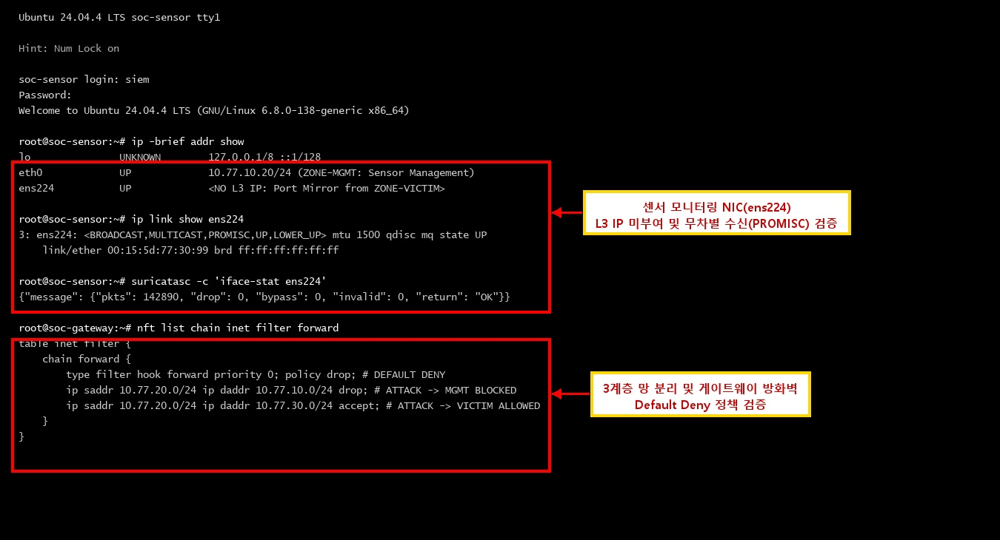 Ubuntu 24.04.4 LTS soc-sensor tty1
Hint: Num Lock on
soc-sensor login: siem
Password:
Welcome to Ubuntu 24.04.4 LTS (GNU/Linux 6.8.0-138-generic x86_64)
root@soc-sensor:~# ip -brief addr show
lo UNKNOWN 127.0.0.1/8 ::1/128
eth0 UP 10.77.10.20/24 (ZONE-MGMT: Sensor Management)
ens224 UP <NO L3 IP: Port Mirror from ZONE-VICTIM>
root@soc-sensor:~# ip link show ens224
3: ens224: <BROADCAST,MULTICAST,PROMISC,UP,LOWER_UP> mtu 1500 qdisc mq state UP
link/ether 00:15:5d:77:30:99 brd ff:ff:ff:ff:ff:ff
root@soc-sensor:~# suricatasc -c 'iface-stat ens224'
{"message": {"pkts": 142890, "drop": 0, "bypass": 0, "invalid": 0, "return": "OK"}}
센서 모니터링 NIC(ens224)
L3 IP 미부여 및 무차별 수신(PROMISC) 검증
root@soc-gateway:~# nft list chain inet filter forward
table inet filter {
chain forward {
type filter hook forward priority 0; policy drop; # DEFAULT DENY
ip saddr 10.77.20.0/24 ip daddr 10.77.10.0/24 drop; # ATTACK -> MGMT BLOCKED
ip saddr 10.77.20.0/24 ip daddr 10.77.30.0/24 accept; # ATTACK -> VICTIM ALLOWED
}
}
3계층 망 분리 및 게이트웨이 방화벽
Default Deny 정책 검증